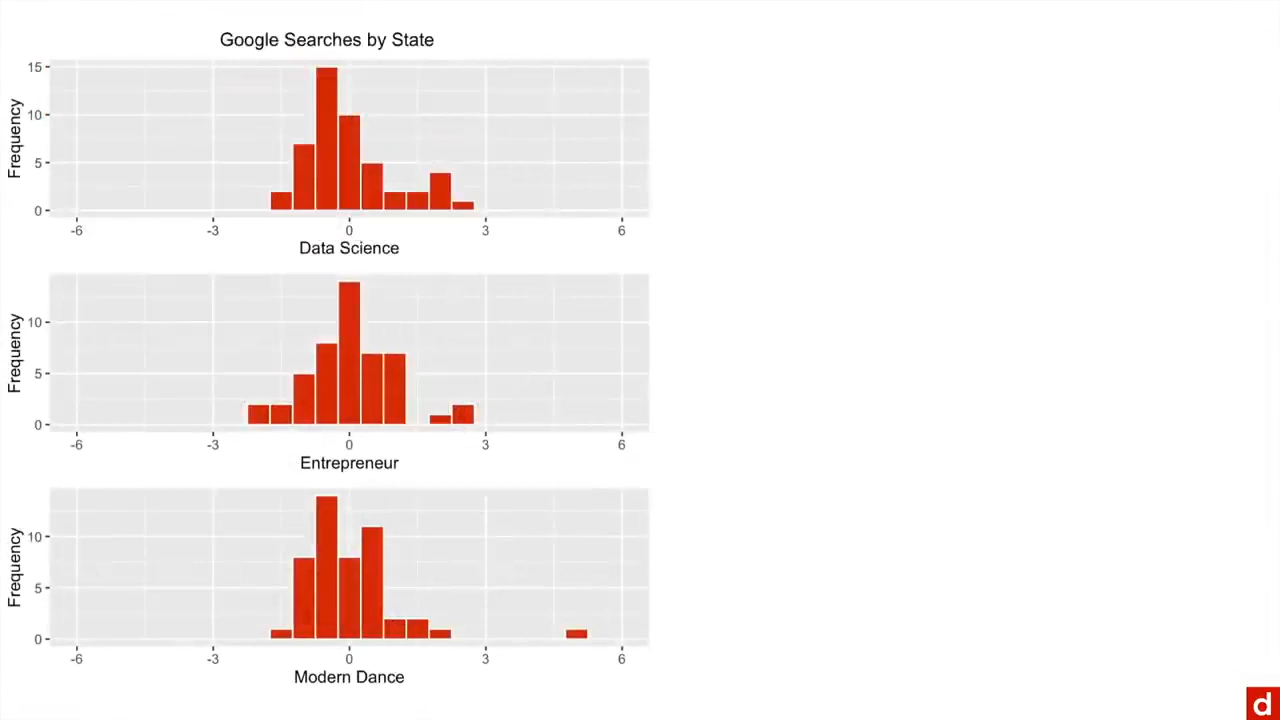 Google Searches by State
Frequency
15
10
5
0
-6 -3 0 3 6
Data Science
Frequency
10
5
0
-6 -3 0 3 6
Entrepreneur
Frequency
10
5
0
-6 -3 0 3 6
Modern Dance
d